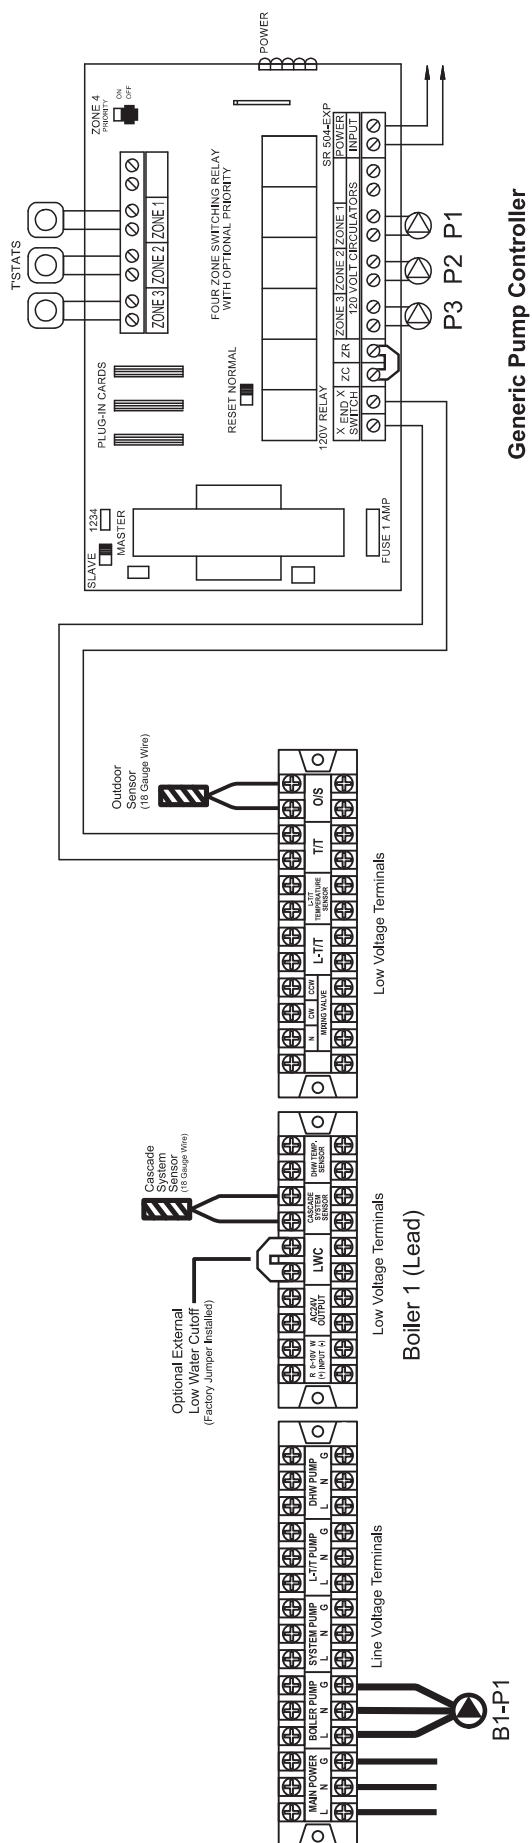 POWER
ZONE 4
PRIORITY
ON
OFF
T'STATS
ZONE 3
ZONE 2
ZONE 1
PLUG-IN CARDS
FOUR ZONE SWITCHING RELAY
WITH OPTIONAL PRIORITY
RESET NORMAL
SLAVE
1234
MASTER
FUSE 1 AMP
120V RELAY
SR 504-EXP
X END X
SWITCH
ZC
ZR
ZONE 3
ZONE 2
ZONE 1
120 VOLT CIRCULATORS
POWER
INPUT
P3
P2
P1
Generic Pump Controller
Outdoor
Sensor
(18 Gauge Wire)
N
CW
CCW
MIXING VALVE
L-T/T
L-T/T
TEMPERATURE
SENSOR
T/T
O/S
Low Voltage Terminals
Cascade
System
Sensor
(18 Gauge Wire)
Optional External
Low Water Cutoff
(Factory Jumper Installed)
R 0-10V W
(+) INPUT (-)
AC24V
OUTPUT
LWC
CASCADE
SYSTEM
SENSOR
DHW TEMP.
SENSOR
Low Voltage Terminals
Boiler 1 (Lead)
MAIN POWER
L N G
BOILER PUMP
L N G
SYSTEM PUMP
L N G
L-T/T PUMP
L N G
DHW PUMP
L N G
Line Voltage Terminals
B1-P1